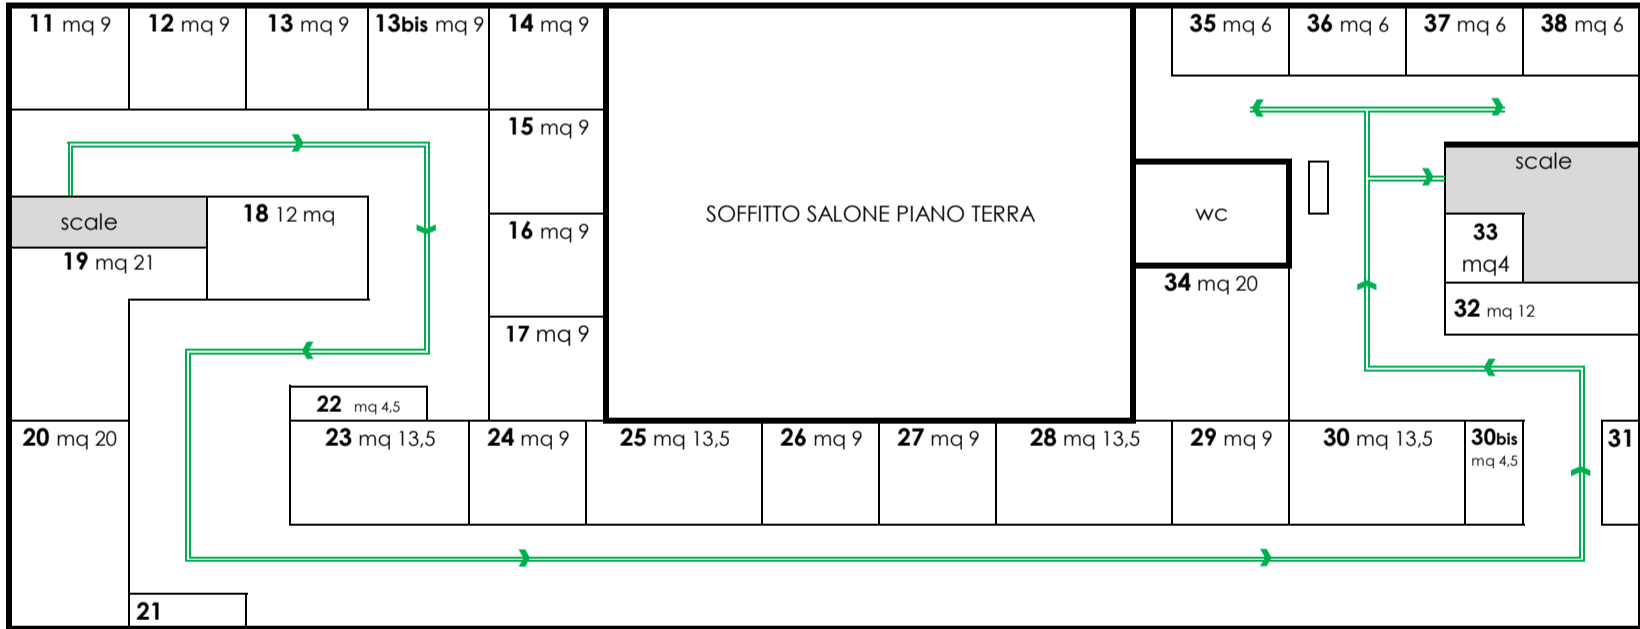 11 mq 9
12 mq 9
13 mq 9
13bis mq 9
14 mq 9
35 mq 6
36 mq 6
37 mq 6
38 mq 6
15 mq 9
scale
18 12 mq
scale
16 mq 9
SOFFITTO SALONE PIANO TERRA
wc
33
mq4
19 mq 21
34 mq 20
32 mq 12
17 mq 9
22 mq 4,5
20 mq 20
23 mq 13,5
24 mq 9
25 mq 13,5
26 mq 9
27 mq 9
28 mq 13,5
29 mq 9
30 mq 13,5
30bis
mq 4,5
31
21